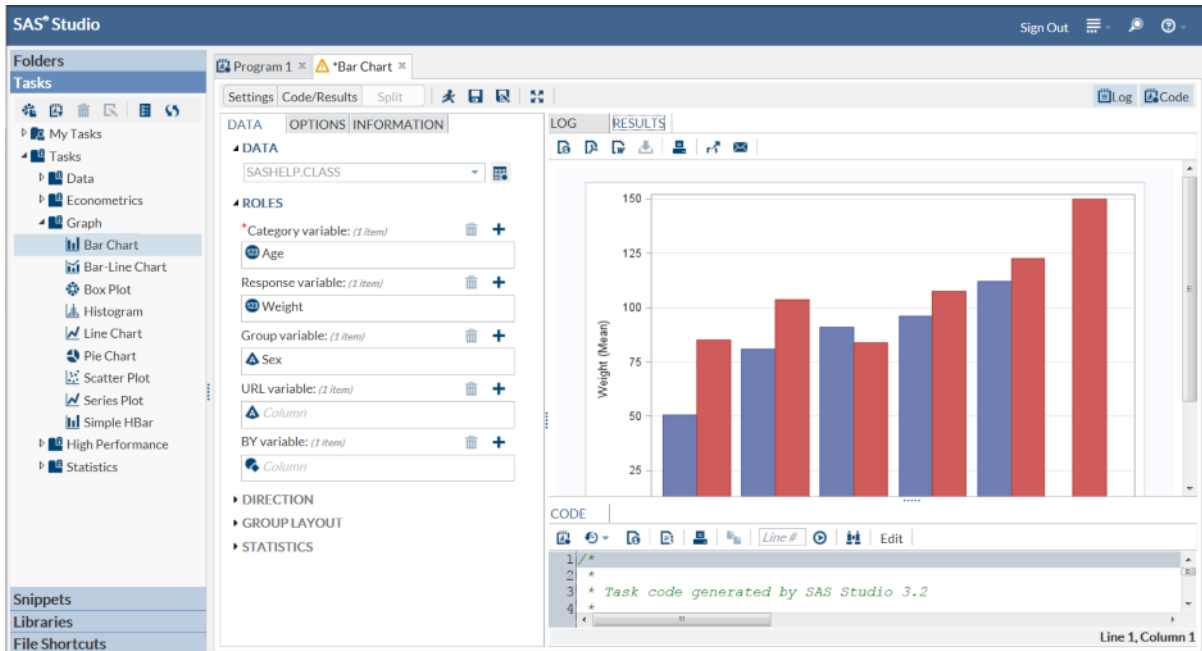 SAS® Studio
Sign Out
Folders
Tasks
My Tasks
Tasks
Data
Econometrics
Graph
Bar Chart
Bar-Line Chart
Box Plot
Histogram
Line Chart
Pie Chart
Scatter Plot
Series Plot
Simple HBar
High Performance
Statistics
Snippets
Libraries
File Shortcuts
Program 1 × *Bar Chart ×
Settings Code/Results Split
Log Code
DATA OPTIONS INFORMATION
DATA
SASHELP.CLASS
ROLES
*Category variable: (1 item)
123 Age
Response variable: (1 item)
123 Weight
Group variable: (1 item)
A Sex
URL variable: (1 item)
A Column
BY variable: (1 item)
Column
DIRECTION
GROUP LAYOUT
STATISTICS
LOG RESULTS
150
125
100
75
50
25
Weight (Mean)
CODE
Line # Edit
1 /*
2 *
3 * Task code generated by SAS Studio 3.2
4 *
Line 1, Column 1